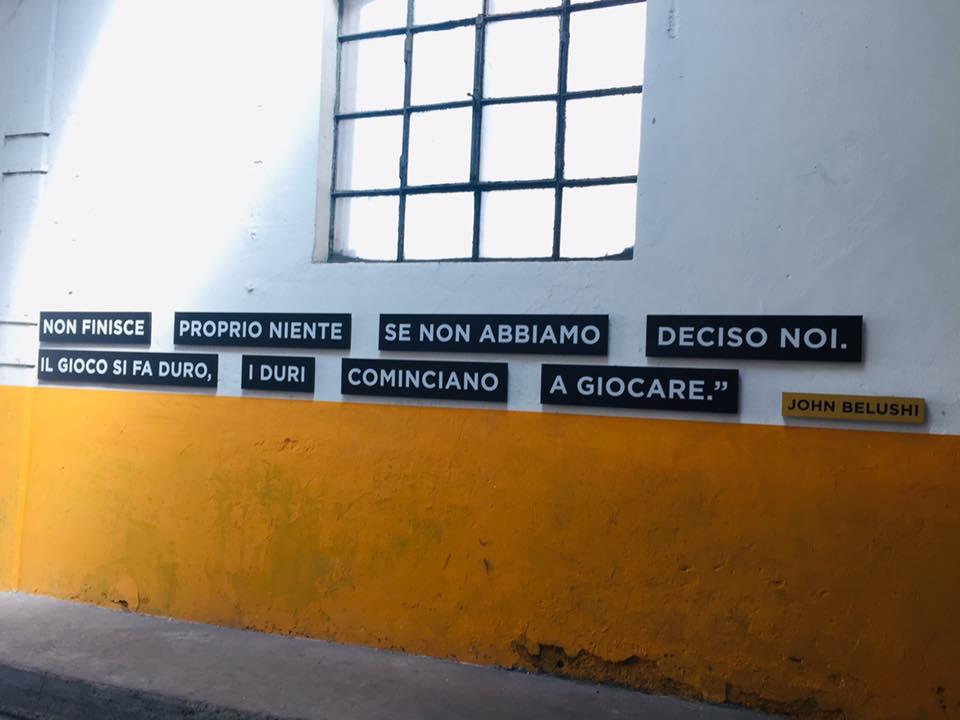 NON FINISCE PROPRIO NIENTE SE NON ABBIAMO DECISO NOI.
IL GIOCO SI FA DURO, I DURI COMINCIANO A GIOCARE.”
JOHN BELUSHI